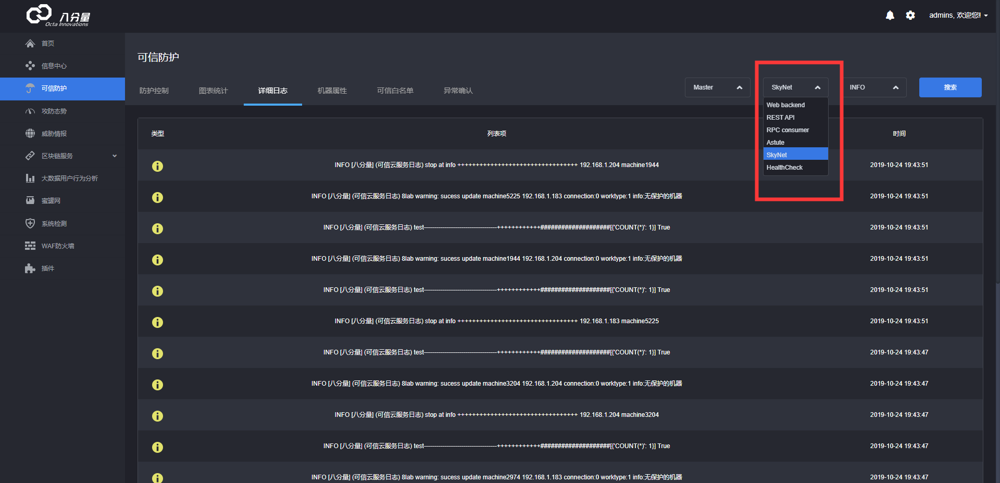 八分量
Octa Innovations
admins, 欢迎您!
首页
信息中心
可信防护
攻防态势
威胁情报
区块链服务
大数据用户行为分析
蜜罐网
系统检测
WAF防火墙
插件
可信防护
防护控制 图表统计 详细日志 机器属性 可信白名单 异常确认
Master SkyNet INFO 搜索
Web backend
REST API
RPC consumer
Astute
SkyNet
HealthCheck
类型 列表项 时间
INFO [八分量] (可信云服务日志) stop at info +++++++++++++++++++++++++++++++++ 192.168.1.204 machine1944 2019-10-24 19:43:51
INFO [八分量] (可信云服务日志) 8lab warning: sucess update machine5225 192.168.1.183 connection:0 worktype:1 info:无保护的机器 2019-10-24 19:43:51
INFO [八分量] (可信云服务日志) test-----------------------------------++++++++++++####################[{'COUNT(*)': 1}] True 2019-10-24 19:43:51
INFO [八分量] (可信云服务日志) 8lab warning: sucess update machine1944 192.168.1.204 connection:0 worktype:1 info:无保护的机器 2019-10-24 19:43:51
INFO [八分量] (可信云服务日志) test-----------------------------------++++++++++++####################[{'COUNT(*)': 1}] True 2019-10-24 19:43:51
INFO [八分量] (可信云服务日志) stop at info +++++++++++++++++++++++++++++++++ 192.168.1.183 machine5225 2019-10-24 19:43:51
INFO [八分量] (可信云服务日志) test-----------------------------------++++++++++++####################[{'COUNT(*)': 1}] True 2019-10-24 19:43:47
INFO [八分量] (可信云服务日志) 8lab warning: sucess update machine3204 192.168.1.204 connection:0 worktype:1 info:无保护的机器 2019-10-24 19:43:47
INFO [八分量] (可信云服务日志) stop at info +++++++++++++++++++++++++++++++++ 192.168.1.204 machine3204 2019-10-24 19:43:47
INFO [八分量] (可信云服务日志) test-----------------------------------++++++++++++####################[{'COUNT(*)': 1}] True 2019-10-24 19:43:47
INFO [八分量] (可信云服务日志) 8lab warning: sucess update machine2974 192.168.1.183 connection:0 worktype:1 info:无保护的机器 2019-10-24 19:43:47